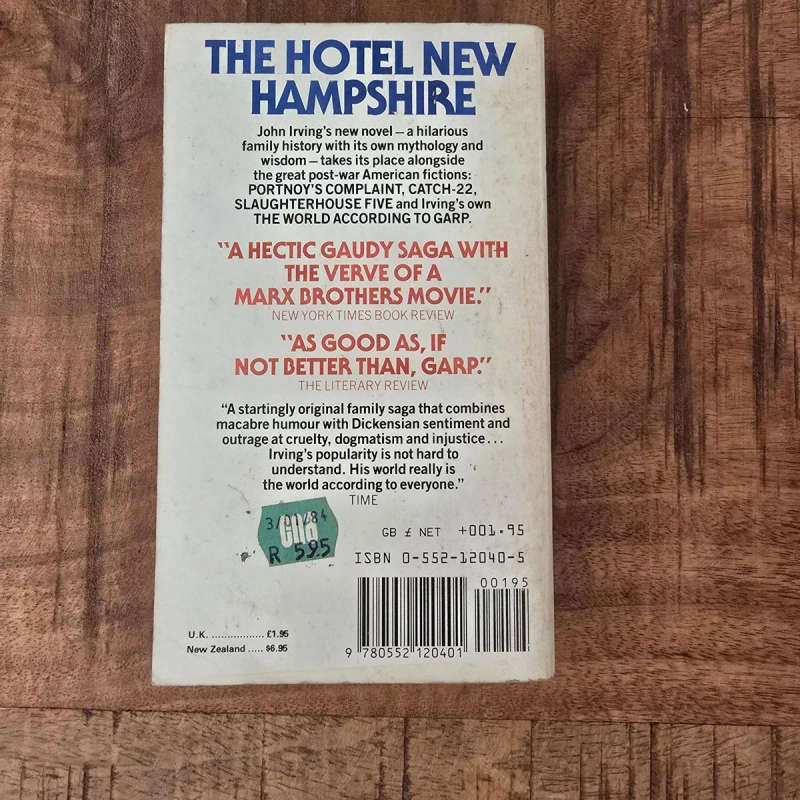 THE HOTEL NEW
HAMPSHIRE
John Irving's new novel – a hilarious
family history with its own mythology and
wisdom – takes its place alongside
the great post-war American fictions:
PORTNOY'S COMPLAINT, CATCH-22,
SLAUGHTERHOUSE FIVE and Irving's own
THE WORLD ACCORDING TO GARP.
"A HECTIC GAUDY SAGA WITH
THE VERVE OF A
MARX BROTHERS MOVIE."
NEW YORK TIMES BOOK REVIEW
"AS GOOD AS, IF
NOT BETTER THAN, GARP."
THE LITERARY REVIEW
"A startingly original family saga that combines
macabre humour with Dickensian sentiment and
outrage at cruelty, dogmatism and injustice...
Irving's popularity is not hard to
understand. His world really is
the world according to everyone."
TIME
3/01/84
CNA
R 5.95
GB £ NET +001.95
ISBN 0-552-12040-5
00195
U.K. ................. £1.95
New Zealand ..... $6.95
9 780552 120401